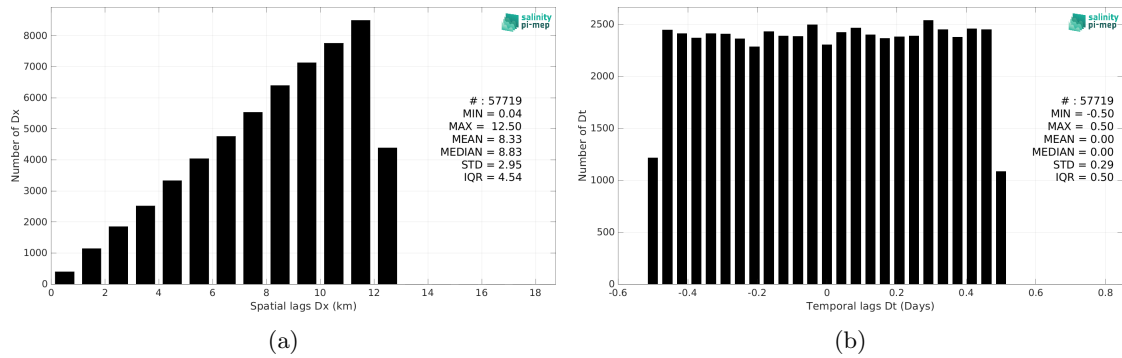 salinity
pi-mep
8000
7000
6000
5000
4000
3000
2000
1000
0
Number of Dx
# : 57719
MIN = 0.04
MAX = 12.50
MEAN = 8.33
MEDIAN = 8.83
STD = 2.95
IQR = 4.54
0 2 4 6 8 10 12 14 16 18
Spatial lags Dx (km)
(a)
salinity
pi-mep
2500
2000
1500
1000
500
0
Number of Dt
# : 57719
MIN = -0.50
MAX = 0.50
MEAN = 0.00
MEDIAN = 0.00
STD = 0.29
IQR = 0.50
-0.6 -0.4 -0.2 0 0.2 0.4 0.6 0.8
Temporal lags Dt (Days)
(b)